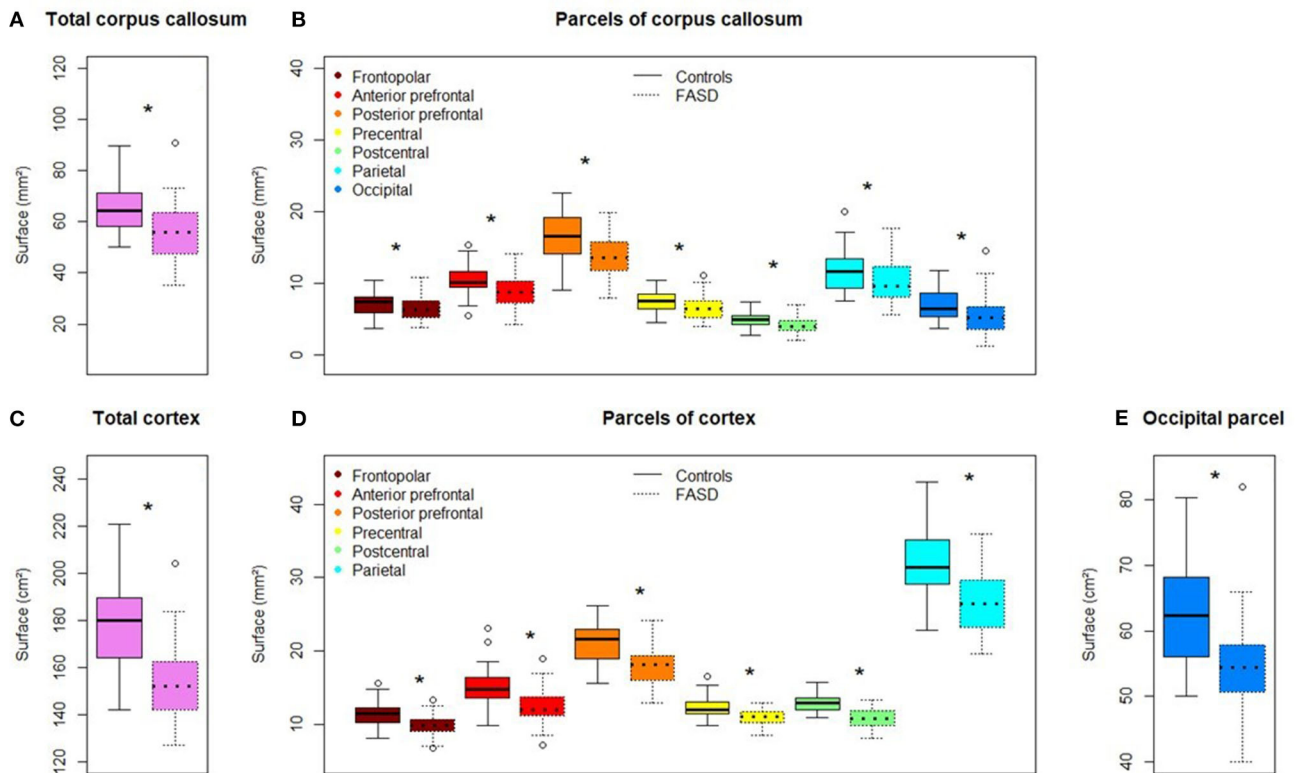 A Total corpus callosum
Surface (mm²)
120
100
80
60
40
20
*
B Parcels of corpus callosum
Surface (mm²)
40
30
20
10
0
Frontopolar
Anterior prefrontal
Posterior prefrontal
Precentral
Postcentral
Parietal
Occipital
Controls
FASD
* * * * * * *
C Total cortex
Surface (cm²)
240
220
200
180
160
140
120
*
D Parcels of cortex
Surface (mm²)
40
30
20
10
Frontopolar
Anterior prefrontal
Posterior prefrontal
Precentral
Postcentral
Parietal
Controls
FASD
* * * * * *
E Occipital parcel
Surface (cm²)
80
70
60
50
40
*